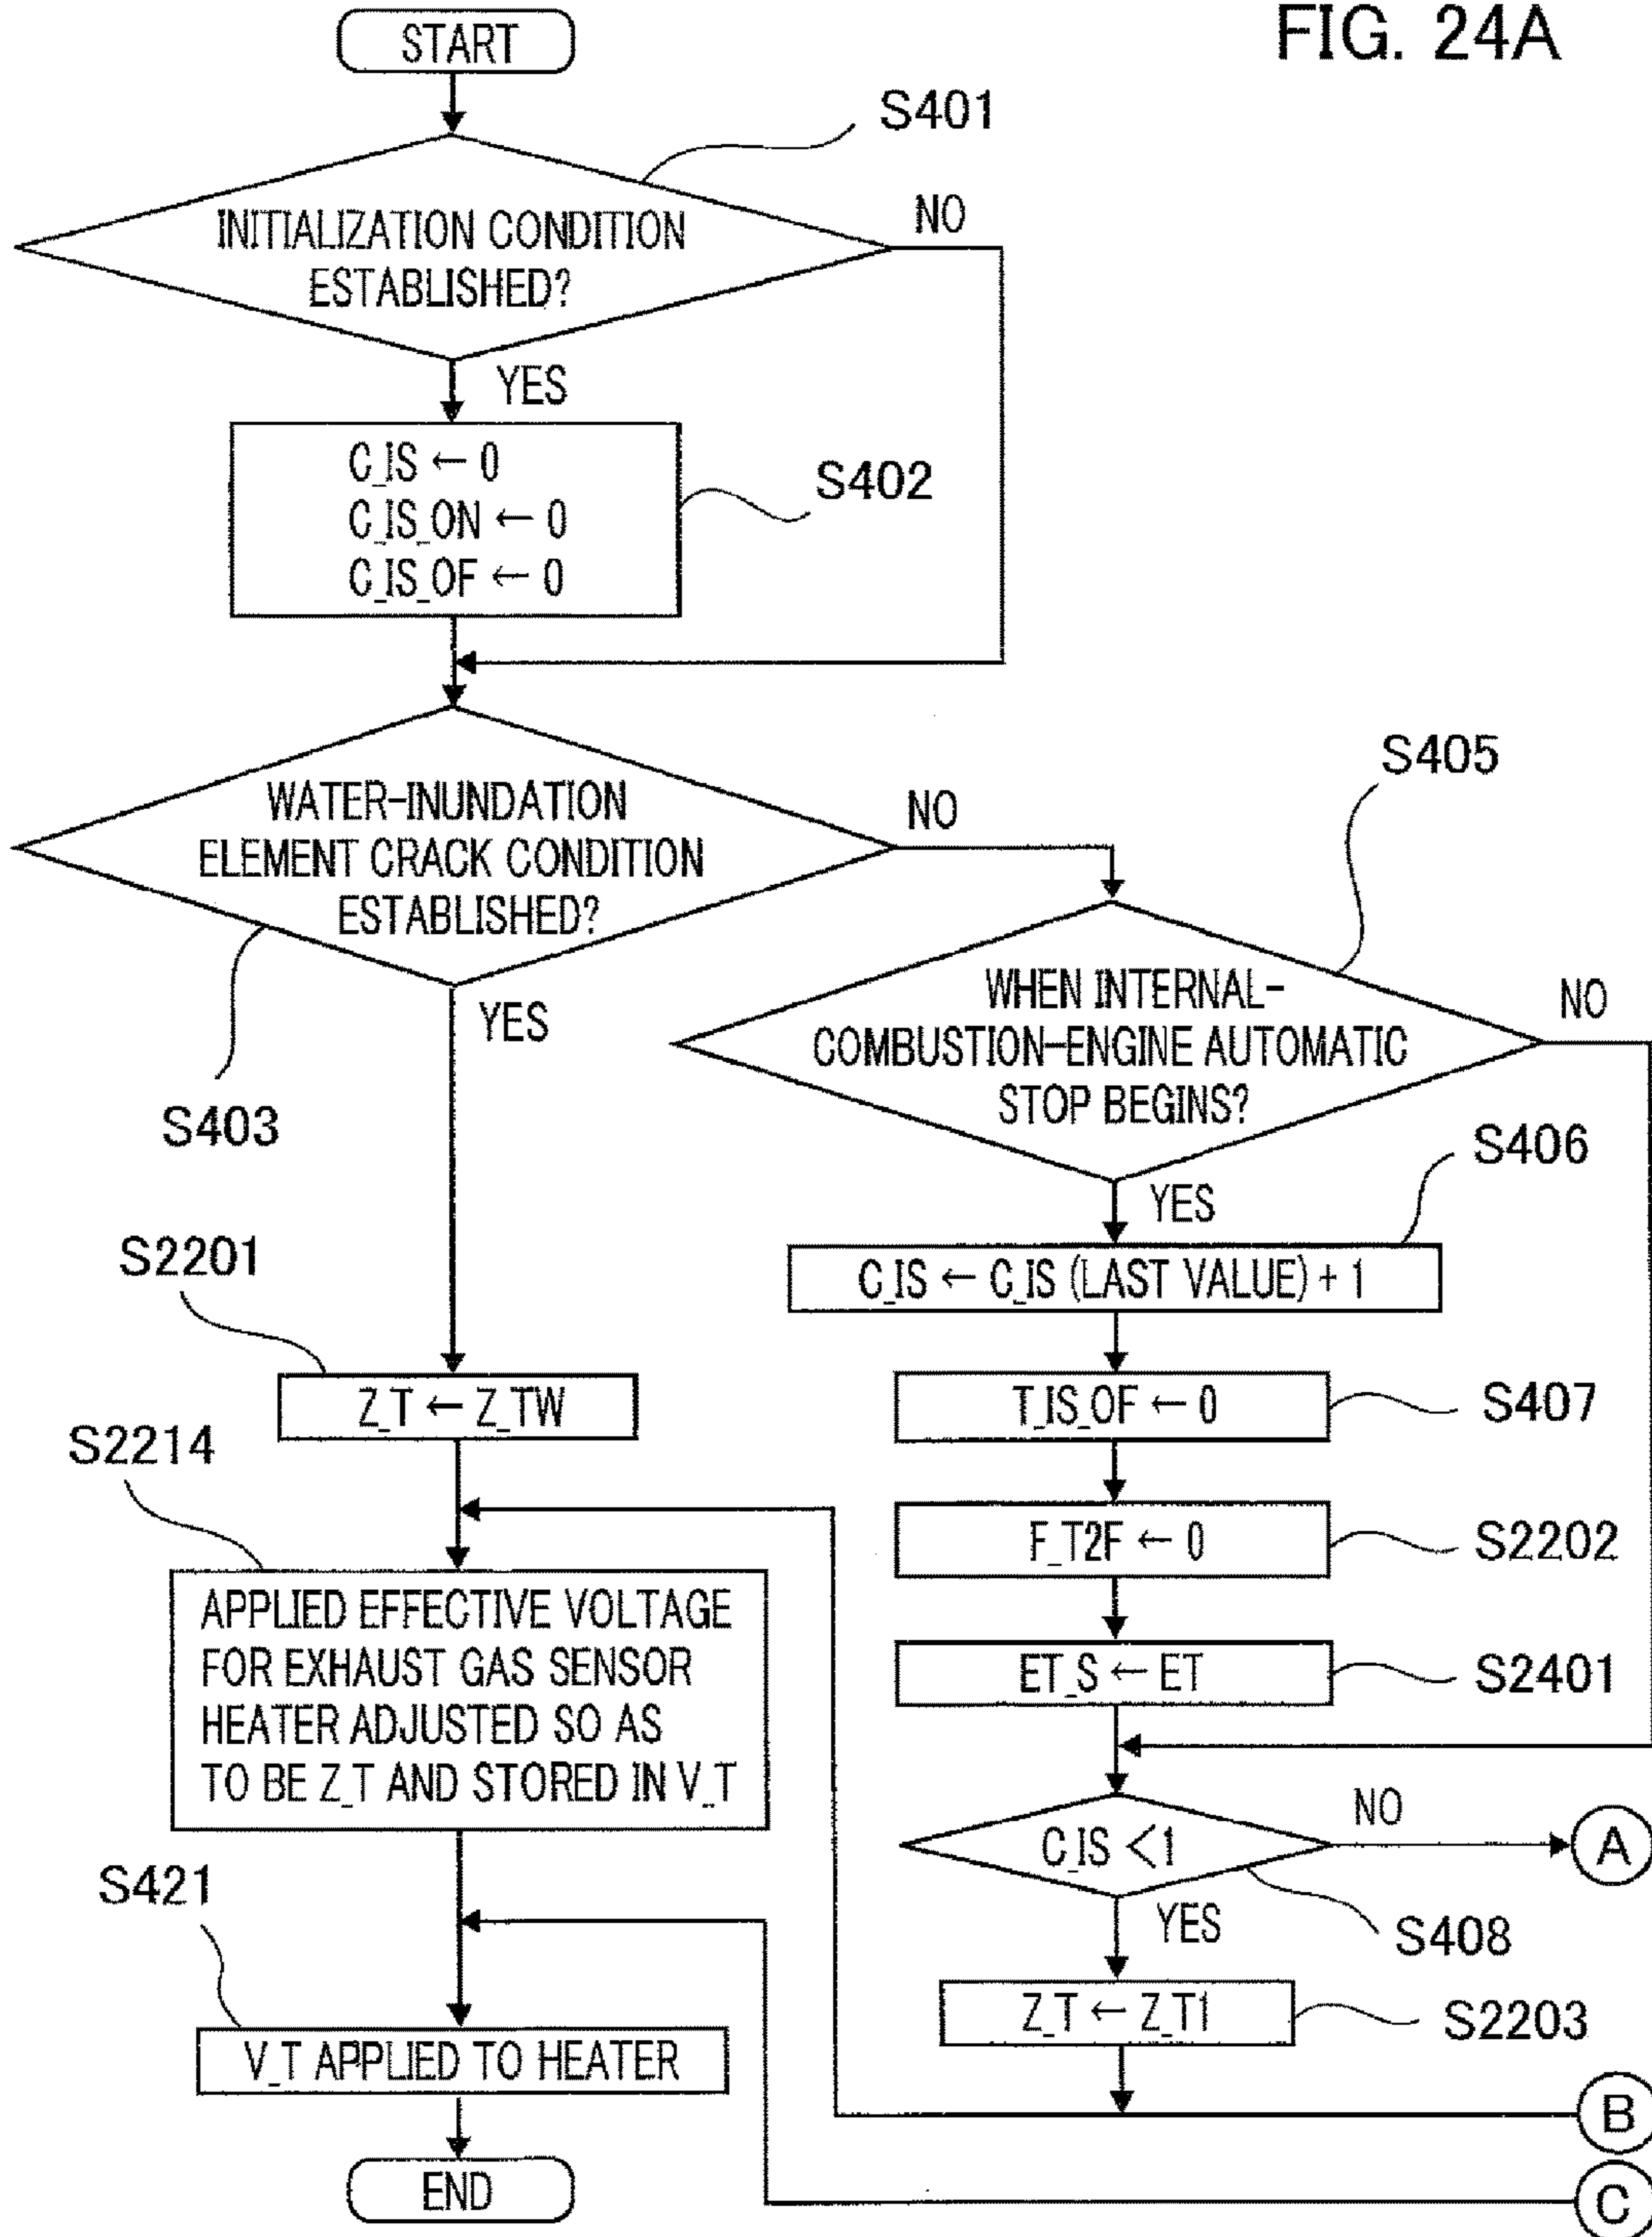 FIG. 24A
START
S401
INITIALIZATION CONDITION
ESTABLISHED?
NO
YES
C_IS ← 0
C_IS_ON ← 0
C_IS_OF ← 0
S402
WATER-INUNDATION
ELEMENT CRACK CONDITION
ESTABLISHED?
NO
YES
S403
S405
WHEN INTERNAL-
COMBUSTION-ENGINE AUTOMATIC
STOP BEGINS?
NO
YES
S406
C_IS ← C_IS (LAST VALUE) + 1
S2201
Z_T ← Z_TW
T_IS_OF ← 0
S407
S2214
F_T2F ← 0
S2202
APPLIED EFFECTIVE VOLTAGE
FOR EXHAUST GAS SENSOR
HEATER ADJUSTED SO AS
TO BE Z_T AND STORED IN V_T
ET_S ← ET
S2401
C_IS <1
NO
A
YES
S408
S421
Z_T ← Z_T1
S2203
V_T APPLIED TO HEATER
B
END
C